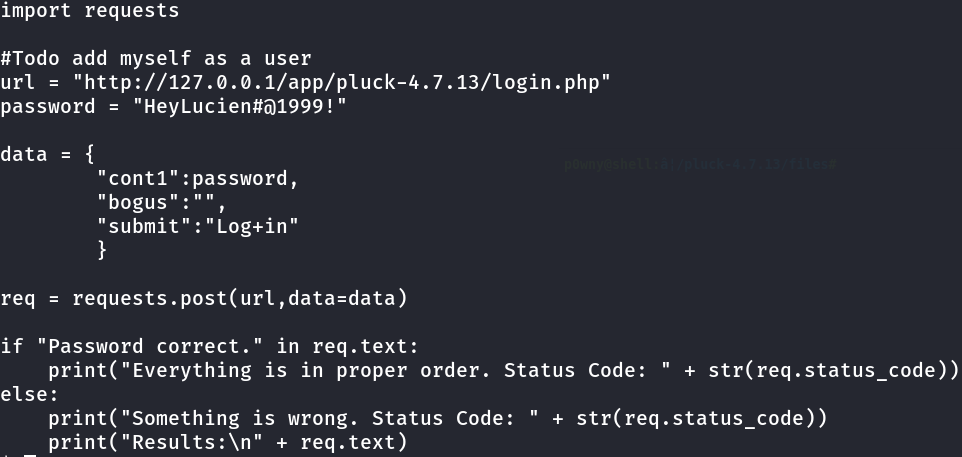 import requests
#Todo add myself as a user
url = "http://127.0.0.1/app/pluck-4.7.13/login.php"
password = "HeyLucien#@1999!"
data = {
        "cont1":password,
        "bogus":"",
        "submit":"Log+in"
        }
req = requests.post(url,data=data)
if "Password correct." in req.text:
    print("Everything is in proper order. Status Code: " + str(req.status_code))
else:
    print("Something is wrong. Status Code: " + str(req.status_code))
    print("Results:\n" + req.text)